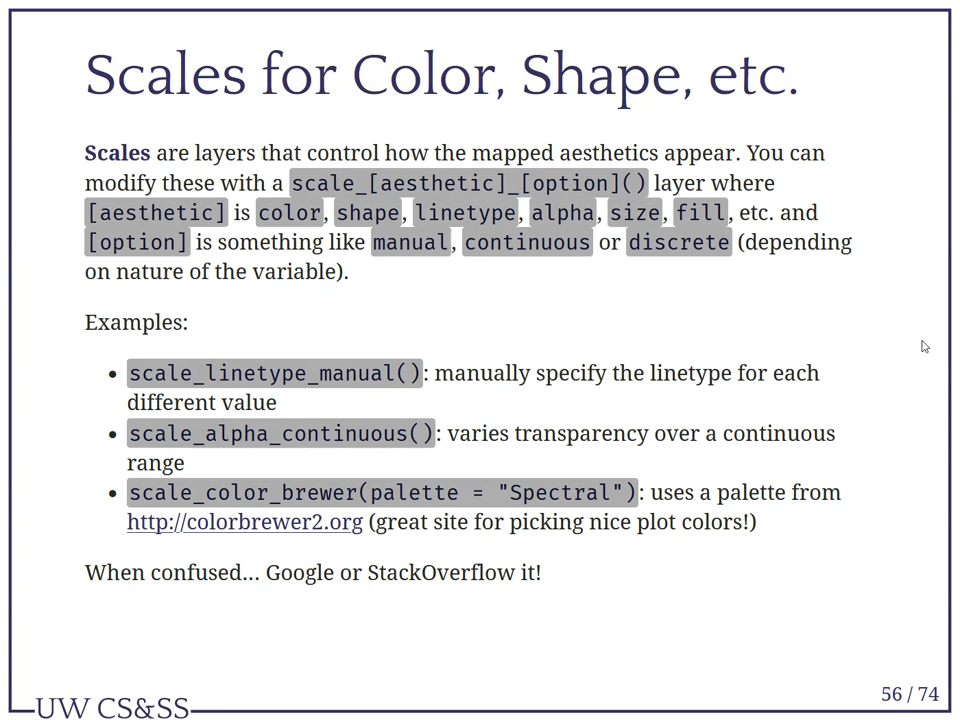 Scales for Color, Shape, etc.
Scales are layers that control how the mapped aesthetics appear. You can
modify these with a scale_[aesthetic]_[option]() layer where
[aesthetic] is color, shape, linetype, alpha, size, fill, etc. and
[option] is something like manual, continuous or discrete (depending
on nature of the variable).
Examples:
• scale_linetype_manual(): manually specify the linetype for each
different value
• scale_alpha_continuous(): varies transparency over a continuous
range
• scale_color_brewer(palette = "Spectral"): uses a palette from
http://colorbrewer2.org (great site for picking nice plot colors!)
When confused... Google or StackOverflow it!
56 / 74
UW CS&SS